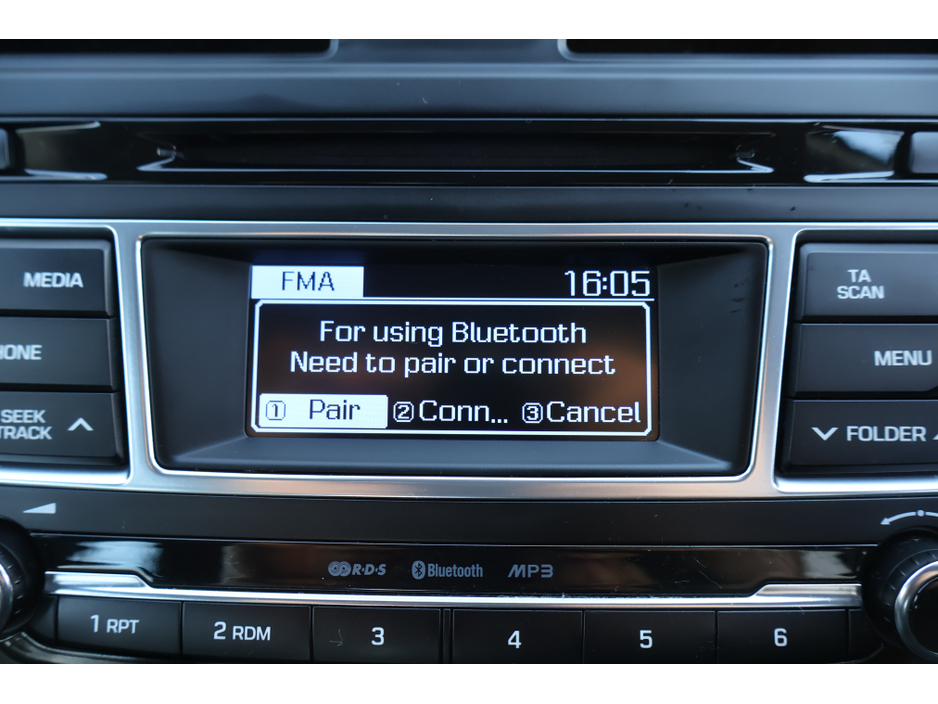 FMA 16:05
For using Bluetooth
Need to pair or connect
① Pair ②Conn... ③Cancel
MEDIA
HONE
SEEK
TRACK
TA
SCAN
MENU
FOLDER
R·D·S Bluetooth MP3
1 RPT 2 RDM 3 4 5 6